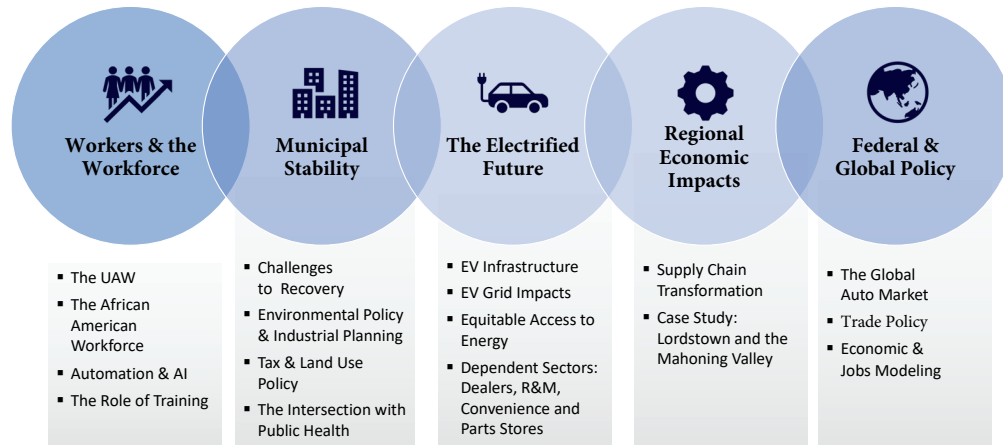 Workers & the
Workforce
Municipal
Stability
The Electrified
Future
Regional
Economic
Impacts
Federal &
Global Policy
▪ The UAW
▪ The African
American
Workforce
▪ Automation & AI
▪ The Role of Training
▪ Challenges
to Recovery
▪ Environmental Policy
& Industrial Planning
▪ Tax & Land Use
Policy
▪ The Intersection with
Public Health
▪ EV Infrastructure
▪ EV Grid Impacts
▪ Equitable Access to
Energy
▪ Dependent Sectors:
Dealers, R&M,
Convenience and
Parts Stores
▪ Supply Chain
Transformation
▪ Case Study:
Lordstown and the
Mahoning Valley
▪ The Global
Auto Market
▪ Trade Policy
▪ Economic &
Jobs Modeling